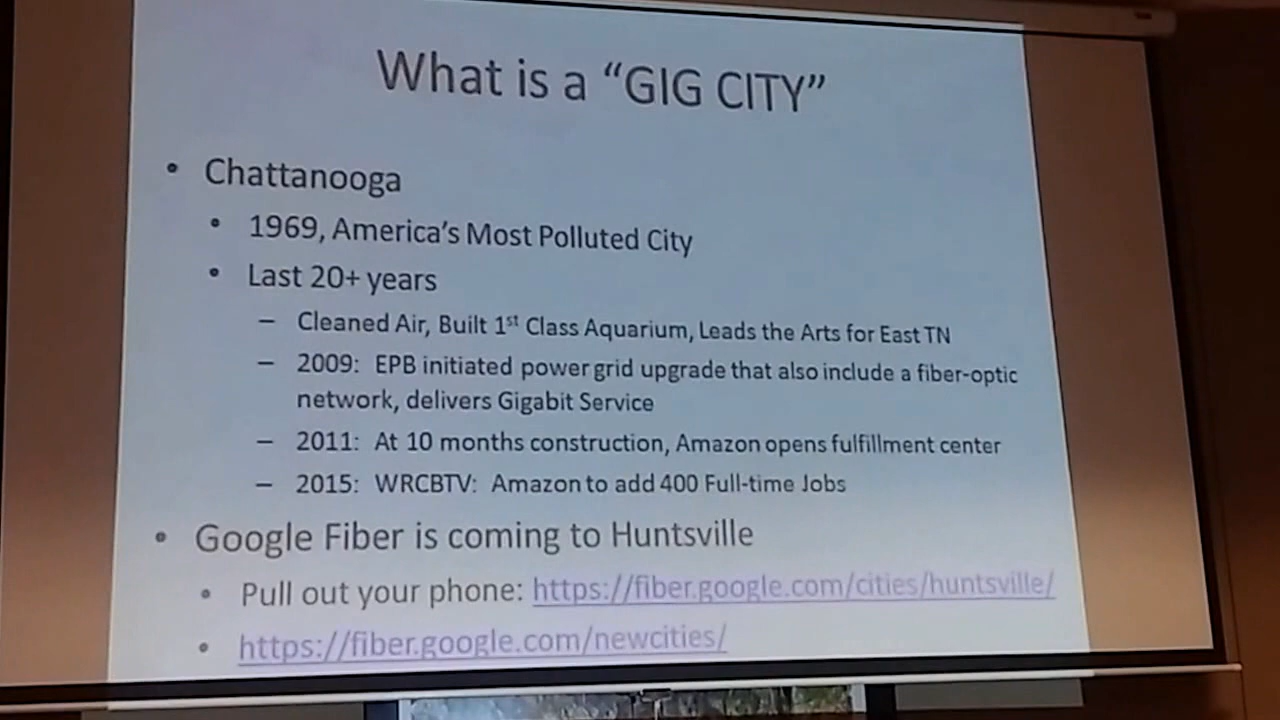 What is a “GIG CITY”
• Chattanooga
• 1969, America’s Most Polluted City
• Last 20+ years
– Cleaned Air, Built 1st Class Aquarium, Leads the Arts for East TN
– 2009: EPB initiated power grid upgrade that also include a fiber-optic
network, delivers Gigabit Service
– 2011: At 10 months construction, Amazon opens fulfillment center
– 2015: WRCBTV: Amazon to add 400 Full-time Jobs
• Google Fiber is coming to Huntsville
• Pull out your phone: https://fiber.google.com/cities/huntsville/
• https://fiber.google.com/newcities/